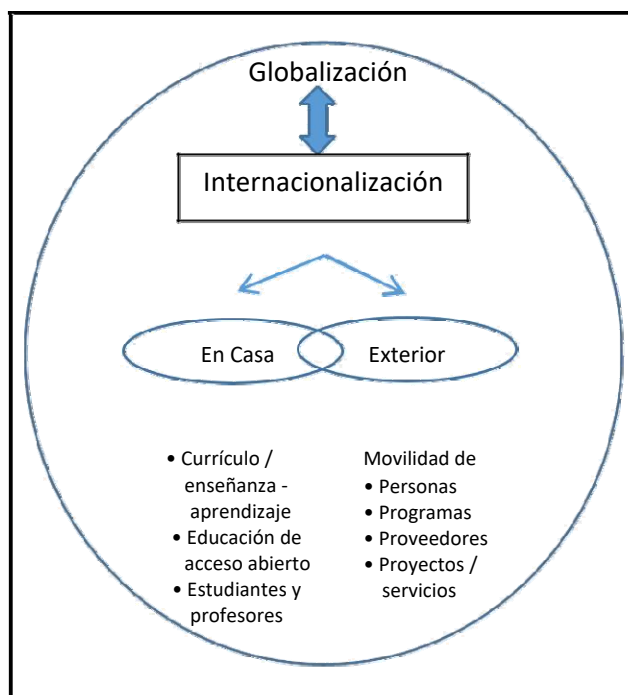 Globalización
Internacionalización
En Casa
Exterior
• Currículo /
enseñanza -
aprendizaje
• Educación de
acceso abierto
• Estudiantes y
profesores
Movilidad de
• Personas
• Programas
• Proveedores
• Proyectos /
servicios